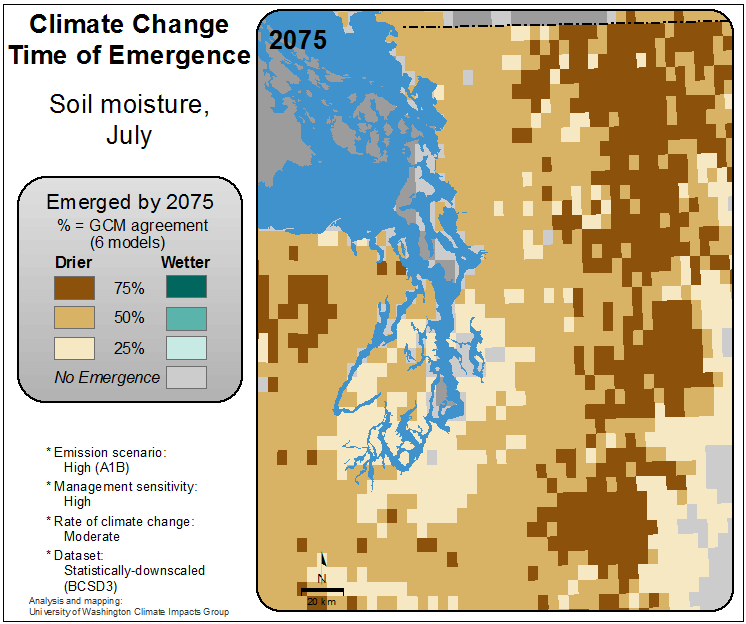 Climate Change
Time of Emergence
Soil moisture,
July
Emerged by 2075
% = GCM agreement
(6 models)
Drier Wetter
75%
50%
25%
No Emergence
* Emission scenario:
High (A1B)
* Management sensitivity:
High
* Rate of climate change:
Moderate
* Dataset:
Statistically-downscaled
(BCSD3)
Analysis and mapping:
University of Washington Climate Impacts Group
2075
N
20 km